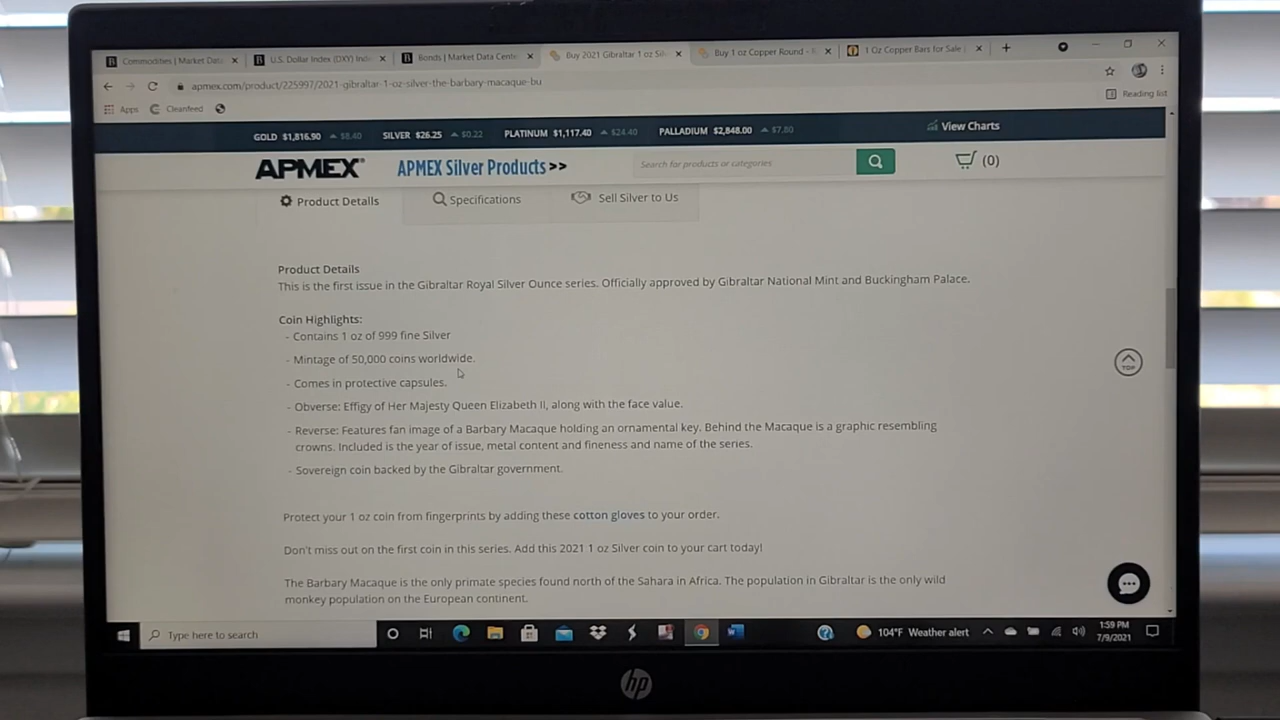 Commodities | Market Data
U.S. Dollar Index (DXY) Ind
Bonds | Market Data Cente
Buy 2021 Gibraltar 1 oz Silv
Buy 1 oz Copper Round -
1 Oz Copper Bars for Sale |
apmex.com/product/225997/2021-gibraltar-1-oz-silver-the-barbary-macaque-bu
Apps Cleanfeed
Reading list
GOLD $1,816.90 $8.40 SILVER $26.25 $0.22 PLATINUM $1,117.40 $24.40 PALLADIUM $2,848.00 $7.80 View Charts
APMEX® APMEX Silver Products >> Search for products or categories (0)
Product Details Specifications Sell Silver to Us
Product Details
This is the first issue in the Gibraltar Royal Silver Ounce series. Officially approved by Gibraltar National Mint and Buckingham Palace.
Coin Highlights:
- Contains 1 oz of 999 fine Silver
- Mintage of 50,000 coins worldwide.
- Comes in protective capsules.
- Obverse: Effigy of Her Majesty Queen Elizabeth II, along with the face value.
- Reverse: Features fan image of a Barbary Macaque holding an ornamental key. Behind the Macaque is a graphic resembling
crowns. Included is the year of issue, metal content and fineness and name of the series.
- Sovereign coin backed by the Gibraltar government.
TOP
Protect your 1 oz coin from fingerprints by adding these cotton gloves to your order.
Don't miss out on the first coin in this series. Add this 2021 1 oz Silver coin to your cart today!
The Barbary Macaque is the only primate species found north of the Sahara in Africa. The population in Gibraltar is the only wild
monkey population on the European continent.
Type here to search
104°F Weather alert
1:59 PM
7/9/2021
hp